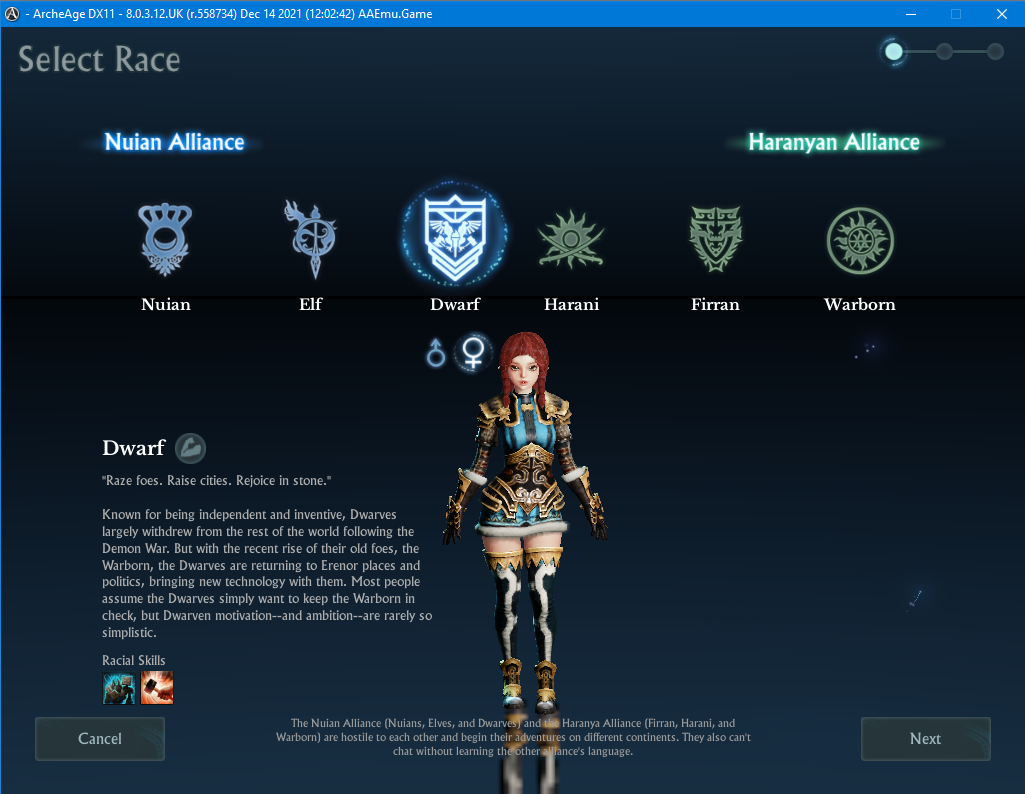 - ArcheAge DX11 - 8.0.3.12.UK (r.558734) Dec 14 2021 (12:02:42) AAEmu.Game
Select Race
Nuian Alliance
Haranyan Alliance
Nuian
Elf
Dwarf
Harani
Firran
Warborn
Dwarf
"Raze foes. Raise cities. Rejoice in stone."
Known for being independent and inventive, Dwarves
largely withdrew from the rest of the world following the
Demon War. But with the recent rise of their old foes, the
Warborn, the Dwarves are returning to Erenor places and
politics, bringing new technology with them. Most people
assume the Dwarves simply want to keep the Warborn in
check, but Dwarven motivation--and ambition--are rarely so
simplistic.
Racial Skills
Cancel
The Nuian Alliance (Nuians, Elves, and Dwarves) and the Haranya Alliance (Firran, Harani, and
Warborn) are hostile to each other and begin their adventures on different continents. They also can't
chat without learning the other alliance's language.
Next